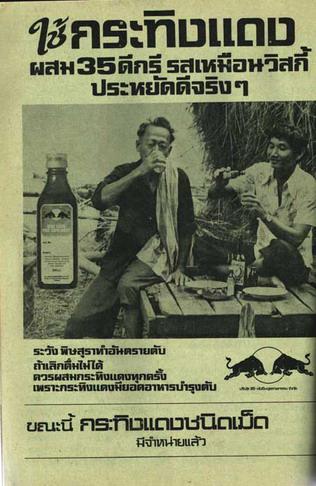 ใช้กระทิงแดง
ผสม35ดีกรี รสเหมือนวิสกี้
ประหยัดดีจริงๆ
ระวัง พิษสุราทำอันตรายตับ
ถ้าเลิกดื่มไม่ได้
ควรผสมกระทิงแดงทุกครั้ง
เพราะกระทิงแดงมียอดอาหารบำรุงตับ
ขณะนี้ กระทิงแดงชนิดเม็ด
มีจำหน่ายแล้ว